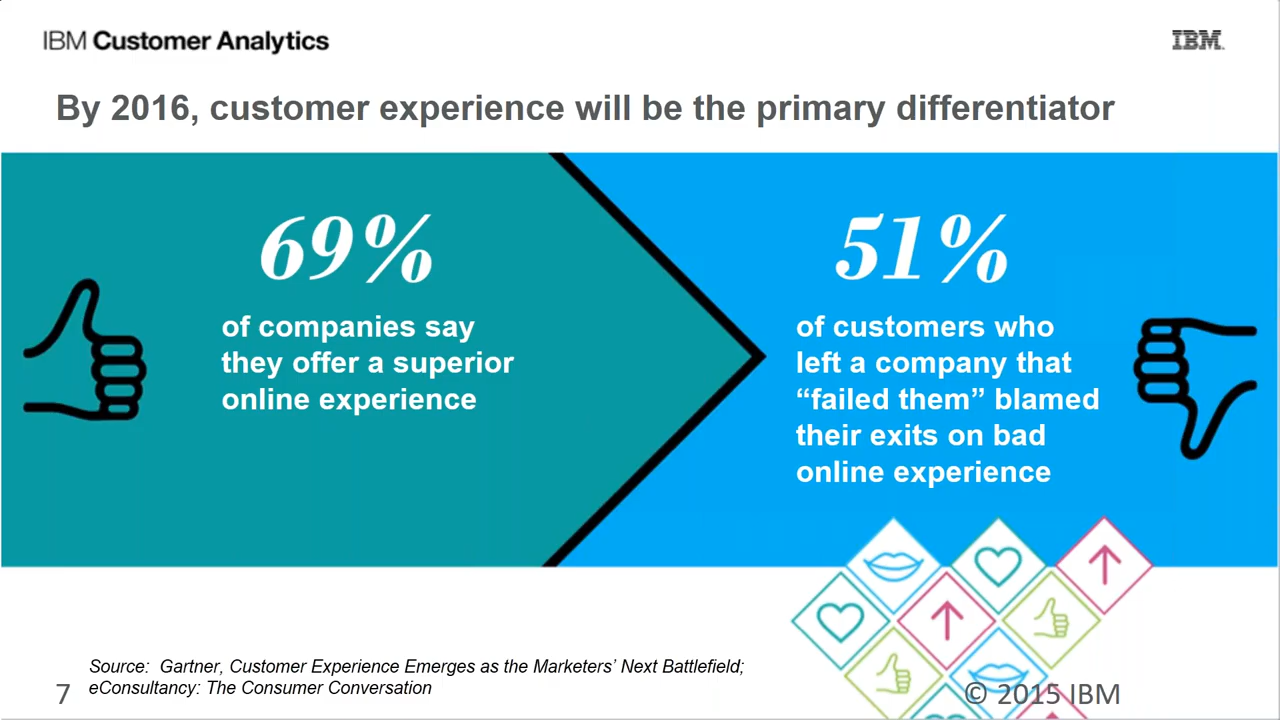 IBM Customer Analytics
IBM
By 2016, customer experience will be the primary differentiator
69%
of companies say
they offer a superior
online experience
51%
of customers who
left a company that
“failed them” blamed
their exits on bad
online experience
Source:  Gartner, Customer Experience Emerges as the Marketers’ Next Battlefield;
eConsultancy: The Consumer Conversation
7
© 2015 IBM